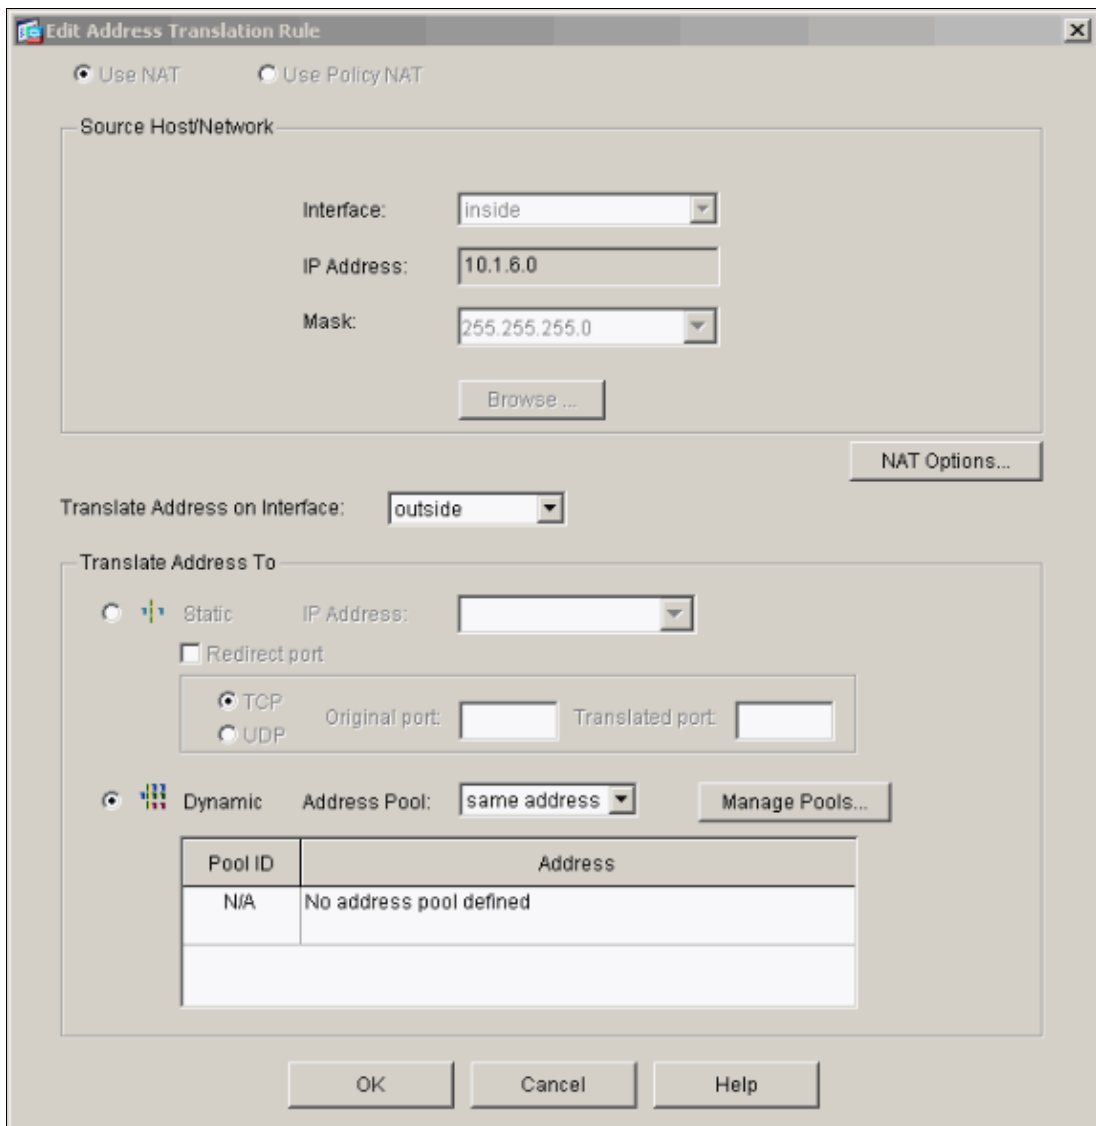 Edit Address Translation Rule
Use NAT Use Policy NAT
Source Host/Network
Interface: inside
IP Address: 10.1.6.0
Mask: 255.255.255.0
Browse ...
NAT Options...
Translate Address on Interface: outside
Translate Address To
Static IP Address:
Redirect port
TCP
Original port: Translated port:
UDP
Dynamic Address Pool: same address Manage Pools...
Pool ID Address
N/A No address pool defined
OK Cancel Help